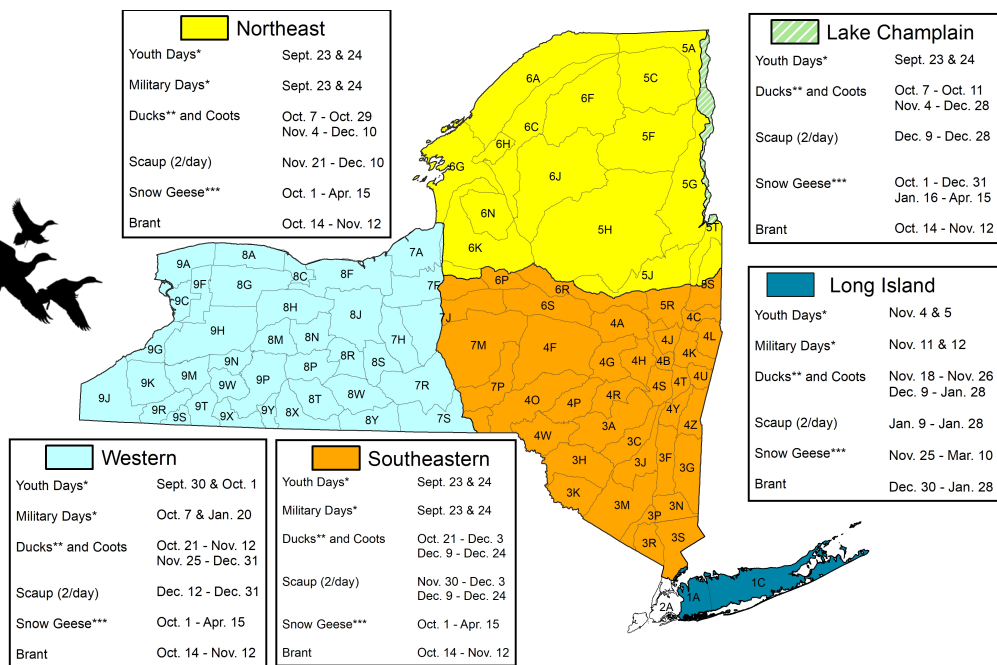 Northeast
Youth Days* Sept. 23 & 24
Military Days* Sept. 23 & 24
Ducks** and Coots Oct. 7 - Oct. 29
Nov. 4 - Dec. 10
Scaup (2/day) Nov. 21 - Dec. 10
Snow Geese*** Oct. 1 - Apr. 15
Brant Oct. 14 - Nov. 12
Lake Champlain
Youth Days* Sept. 23 & 24
Ducks** and Coots Oct. 7 - Oct. 11
Nov. 4 - Dec. 28
Scaup (2/day) Dec. 9 - Dec. 28
Snow Geese*** Oct. 1 - Dec. 31
Jan. 16 - Apr. 15
Brant Oct. 14 - Nov. 12
Long Island
Youth Days* Nov. 4 & 5
Military Days* Nov. 11 & 12
Ducks** and Coots Nov. 18 - Nov. 26
Dec. 9 - Jan. 28
Scaup (2/day) Jan. 9 - Jan. 28
Snow Geese*** Nov. 25 - Mar. 10
Brant Dec. 30 - Jan. 28
Western
Youth Days* Sept. 30 & Oct. 1
Military Days* Oct. 7 & Jan. 20
Ducks** and Coots Oct. 21 - Nov. 12
Nov. 25 - Dec. 31
Scaup (2/day) Dec. 12 - Dec. 31
Snow Geese*** Oct. 1 - Apr. 15
Brant Oct. 14 - Nov. 12
Southeastern
Youth Days* Sept. 23 & 24
Military Days* Sept. 23 & 24
Ducks** and Coots Oct. 21 - Dec. 3
Dec. 9 - Dec. 24
Scaup (2/day) Nov. 30 - Dec. 3
Dec. 9 - Dec. 24
Snow Geese*** Oct. 1 - Apr. 15
Brant Oct. 14 - Nov. 12
5A
6A
5C
6F
6C
5F
6H
6G
6J
5G
6N
5H
5T
6K
5J
7A
8A
9A
8F
8C
9F
8G
9C
8H
8J
9H
8M
8N
7H
9G
8R
8S
9N
8P
9M
9P
9K
9W
7R
9J
8T
8W
9R
9T
9Y
8X
9S
9X
8Y
7S
6P
6R
6S
5R
7J
4A
4C
7M
4F
4J
4L
4G
4H
4B
4K
7P
4S
4T
4U
4O
4P
4R
4Y
3A
4Z
4W
3C
3H
3J
3F
3G
3K
3M
3N
3P
3R
3S
1C
1A
2A